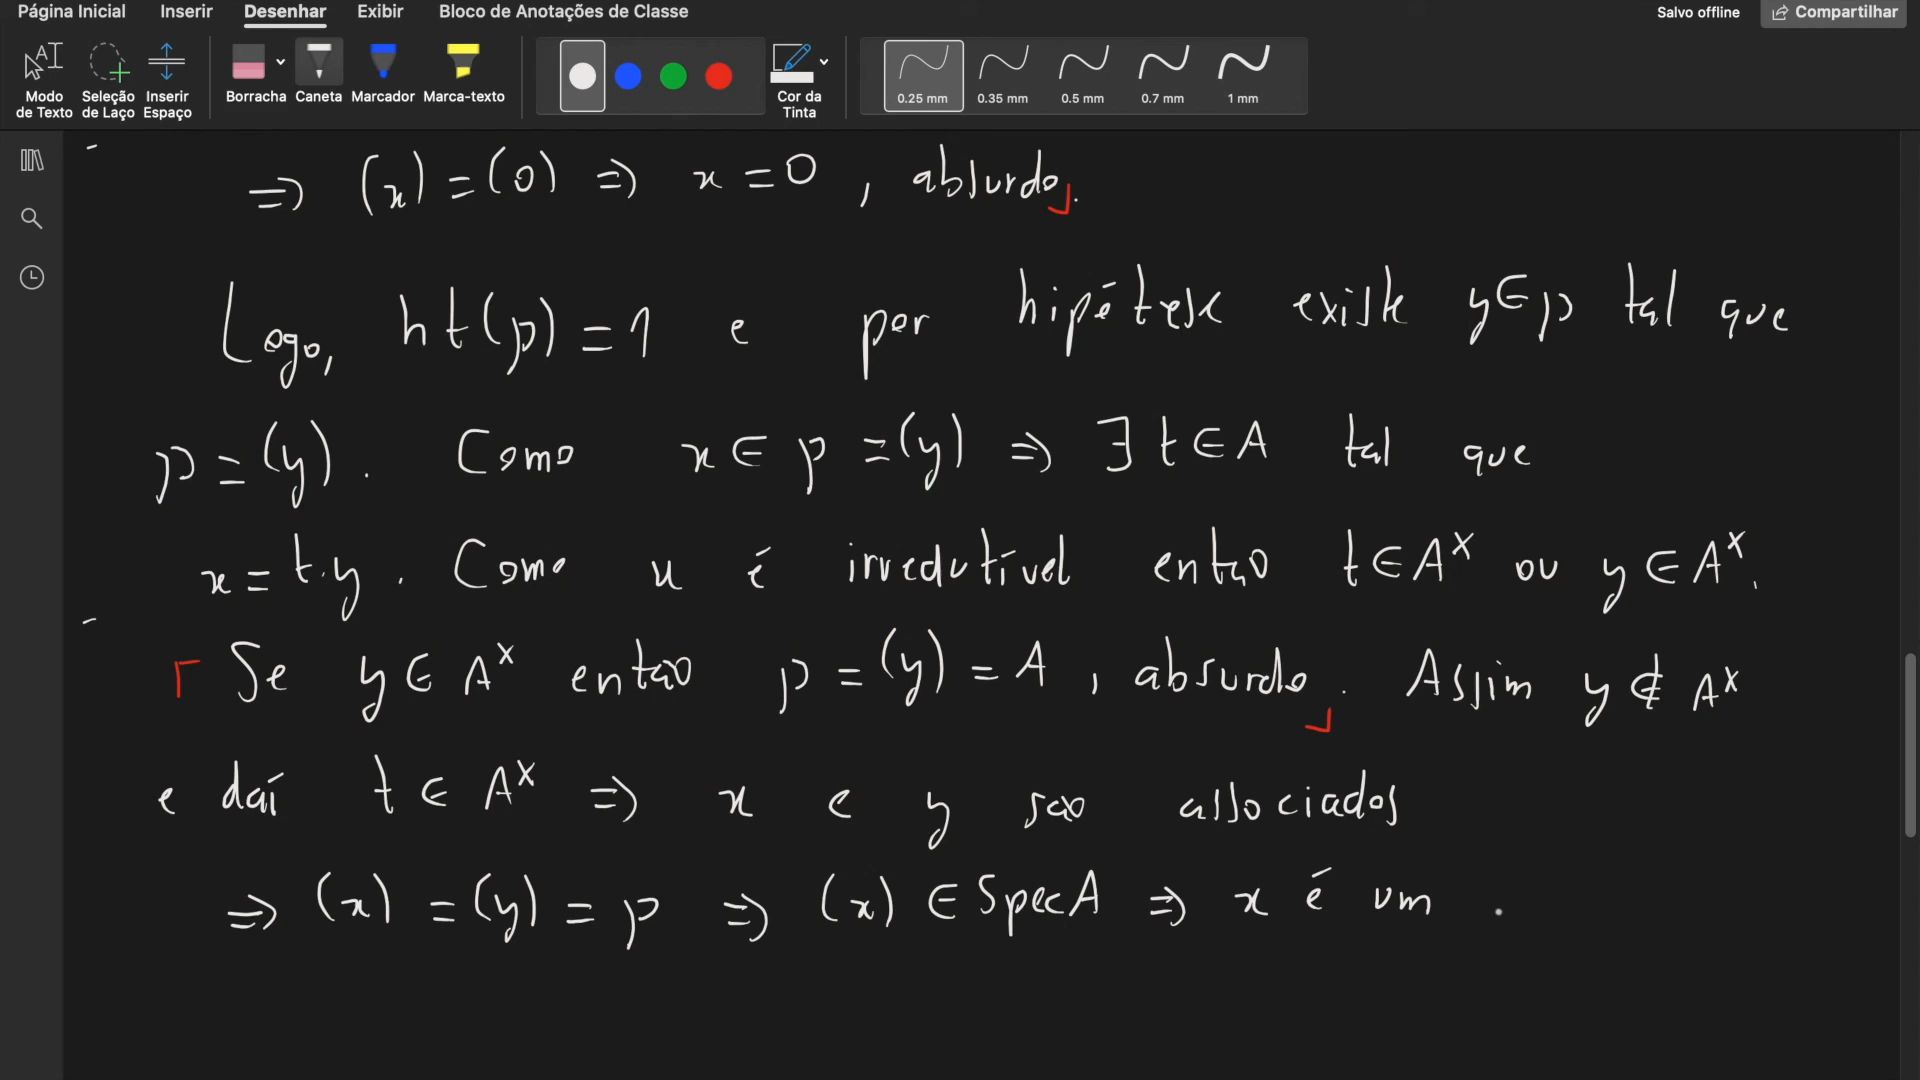 Página Inicial Inserir Desenhar Exibir Bloco de Anotações de Classe Salvo offline Compartilhar
Modo de Texto Seleção de Laço Inserir Espaço Borracha Caneta Marcador Marca-texto Cor da Tinta 0.25 mm 0.35 mm 0.5 mm 0.7 mm 1 mm
⇒ (x) = (0) ⇒ x = 0 , absurdo.
Logo, ht(p) = 1 e por hipótese existe y ∈ p tal que
p = (y) . Como x ∈ p = (y) ⇒ ∃ t ∈ A tal que
x = t.y . Como x é irredutível então t ∈ A^x ou y ∈ A^x.
Se y ∈ A^x então p = (y) = A , absurdo . Assim y ∉ A^x
e daí t ∈ A^x ⇒ x e y são associados
⇒ (x) = (y) = p ⇒ (x) ∈ Spec A ⇒ x é um